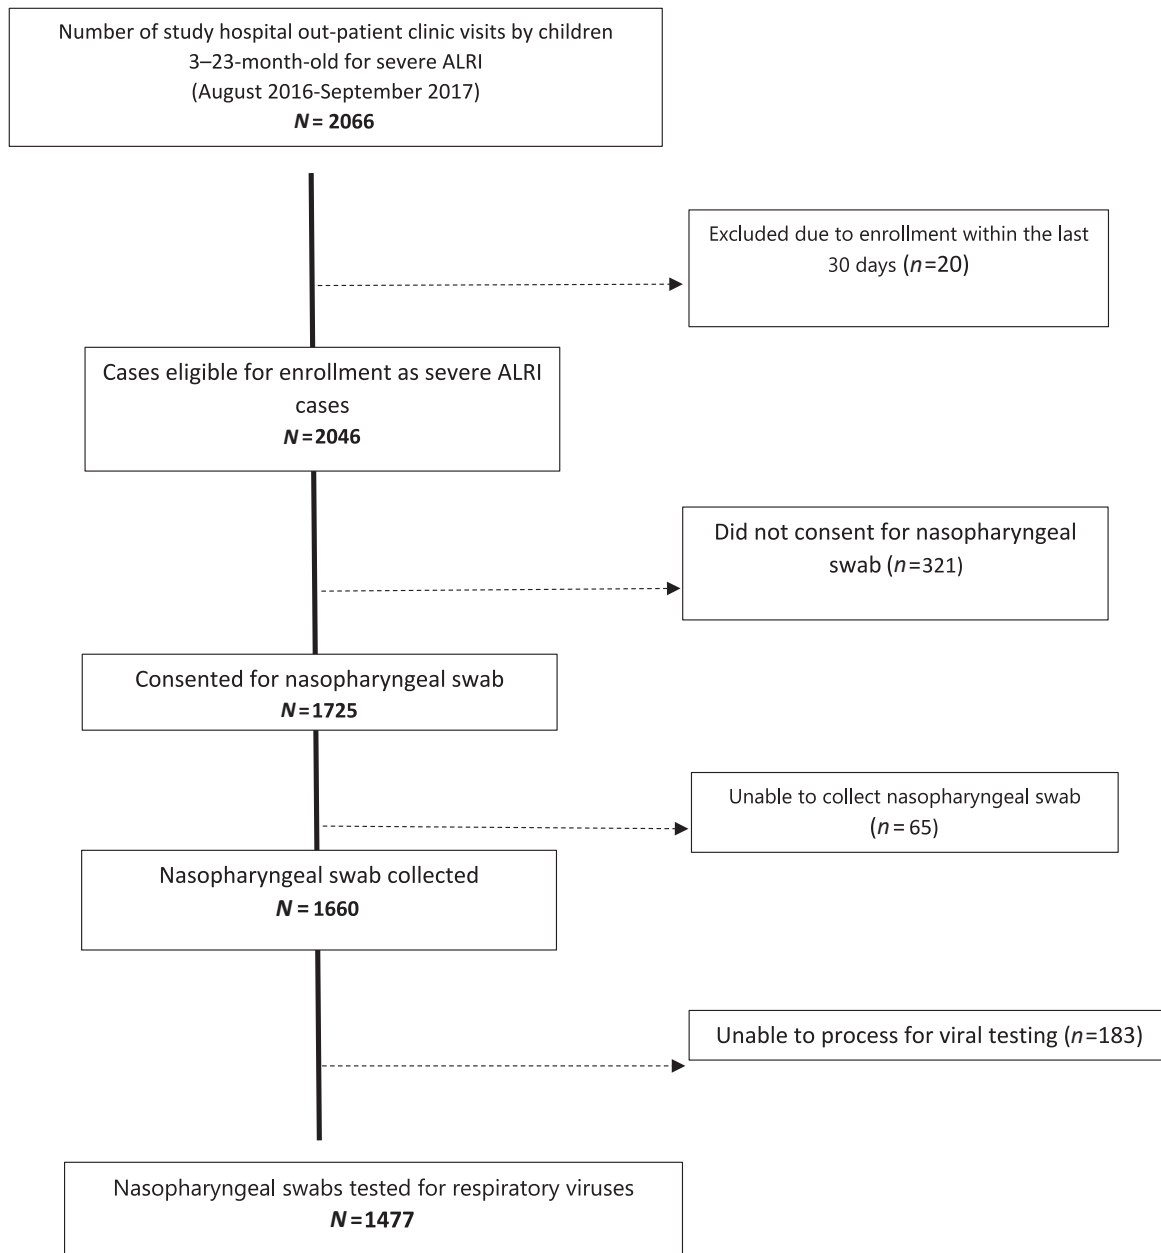 Number of study hospital out-patient clinic visits by children
3–23-month-old for severe ALRI
(August 2016-September 2017)
N = 2066
Excluded due to enrollment within the last
30 days (n=20)
Cases eligible for enrollment as severe ALRI
cases
N=2046
Did not consent for nasopharyngeal
swab (n=321)
Consented for nasopharyngeal swab
N=1725
Unable to collect nasopharyngeal swab
(n= 65)
Nasopharyngeal swab collected
N = 1660
Unable to process for viral testing (n=183)
Nasopharyngeal swabs tested for respiratory viruses
N=1477